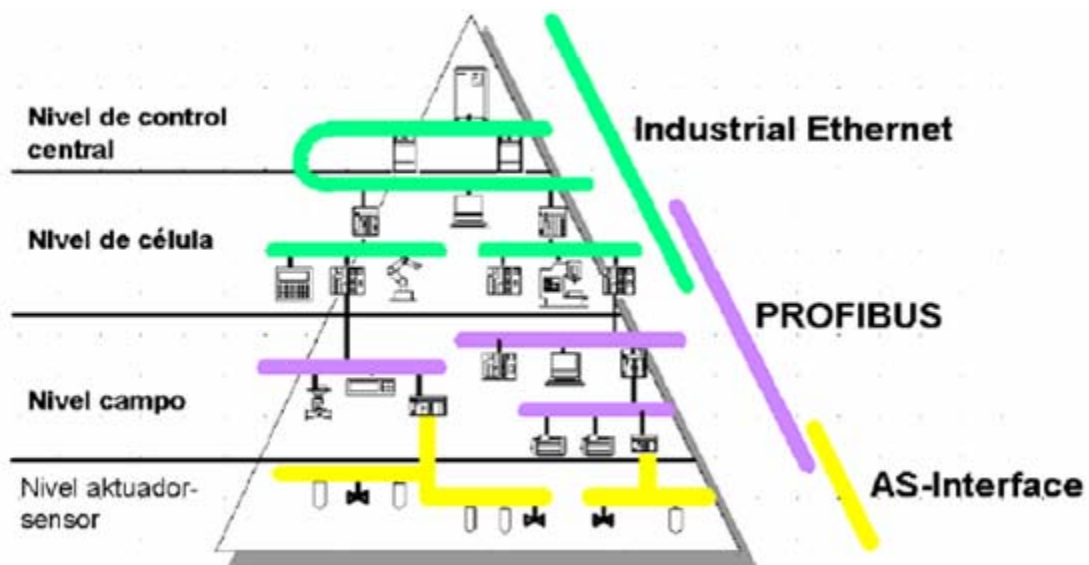 Nivel de control
central
Industrial Ethernet
Nivel de célula
PROFIBUS
Nivel campo
Nivel aktuador-
sensor
AS-Interface